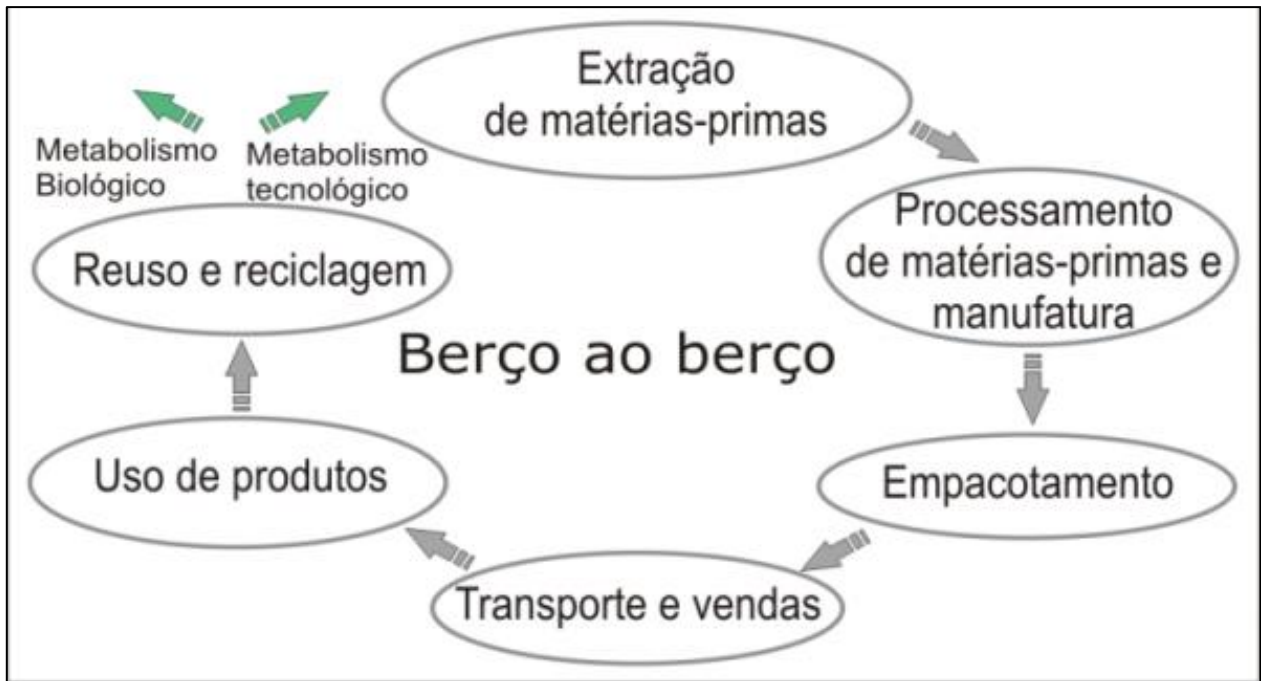 Extração
de matérias-primas
Metabolismo
Biológico
Metabolismo
tecnológico
Processamento
de matérias-primas e
manufatura
Reuso e reciclagem
Berço ao berço
Uso de produtos
Empacotamento
Transporte e vendas